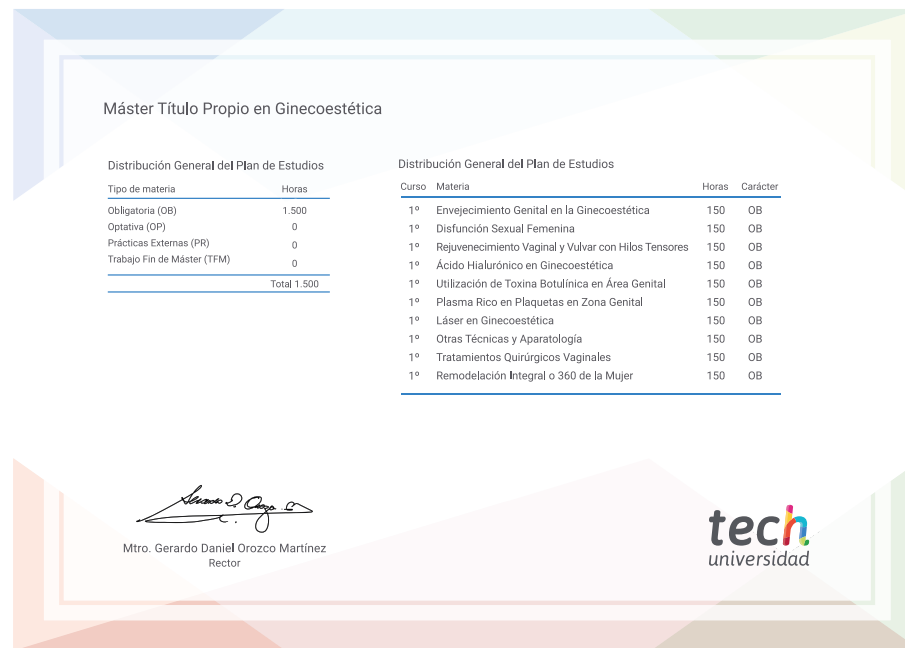 Máster Título Propio en Ginecoestética
Distribución General del Plan de Estudios
Tipo de materia Horas
Obligatoria (OB) 1.500
Optativa (OP) 0
Prácticas Externas (PR) 0
Trabajo Fin de Máster (TFM) 0
Total 1.500
Distribución General del Plan de Estudios
Curso Materia Horas Carácter
1º Envejecimiento Genital en la Ginecoestética 150 OB
1º Disfunción Sexual Femenina 150 OB
1º Rejuvenecimiento Vaginal y Vulvar con Hilos Tensores 150 OB
1º Ácido Hialurónico en Ginecoestética 150 OB
1º Utilización de Toxina Botulínica en Área Genital 150 OB
1º Plasma Rico en Plaquetas en Zona Genital 150 OB
1º Láser en Ginecoestética 150 OB
1º Otras Técnicas y Aparatología 150 OB
1º Tratamientos Quirúrgicos Vaginales 150 OB
1º Remodelación Integral o 360 de la Mujer 150 OB
Mtro. Gerardo Daniel Orozco Martínez
Rector
tech
universidad